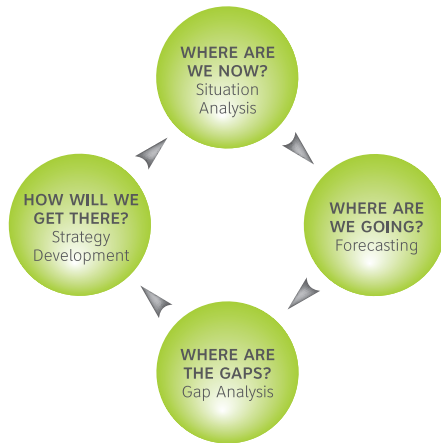 WHERE ARE
WE NOW?
Situation
Analysis
WHERE ARE
WE GOING?
Forecasting
WHERE ARE
THE GAPS?
Gap Analysis
HOW WILL WE
GET THERE?
Strategy
Development